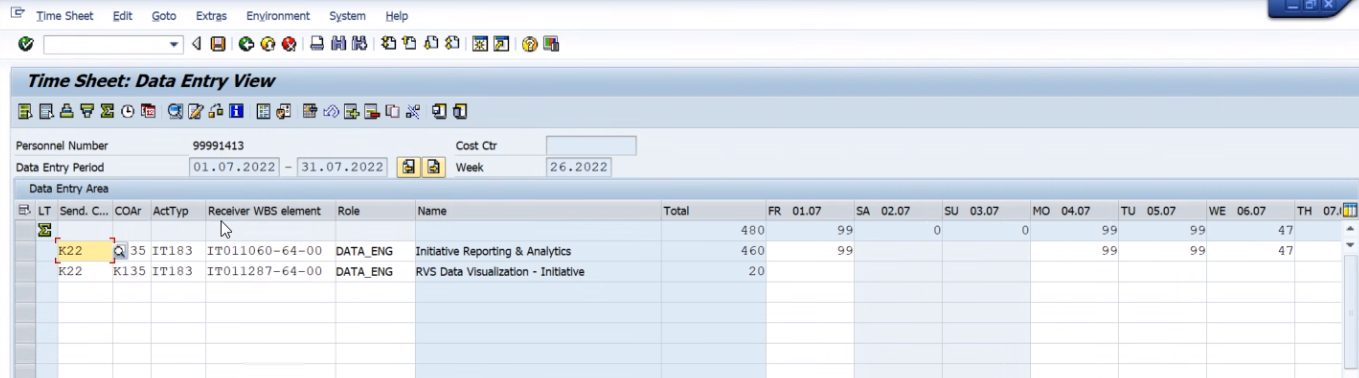 Time Sheet Edit Goto Extras Environment System Help
Time Sheet: Data Entry View
Personnel Number 99991413 Cost Ctr
Data Entry Period 01.07.2022 - 31.07.2022 Week 26.2022
Data Entry Area
LT Send. C... COAr ActTyp Receiver WBS element Role Name Total FR 01.07 SA 02.07 SU 03.07 MO 04.07 TU 05.07 WE 06.07 TH 07.
480 99 0 0 99 99 47
K22 35 IT183 IT011060-64-00 DATA_ENG Initiative Reporting & Analytics 460 99 99 99 47
K22 K135 IT183 IT011287-64-00 DATA_ENG RVS Data Visualization - Initiative 20